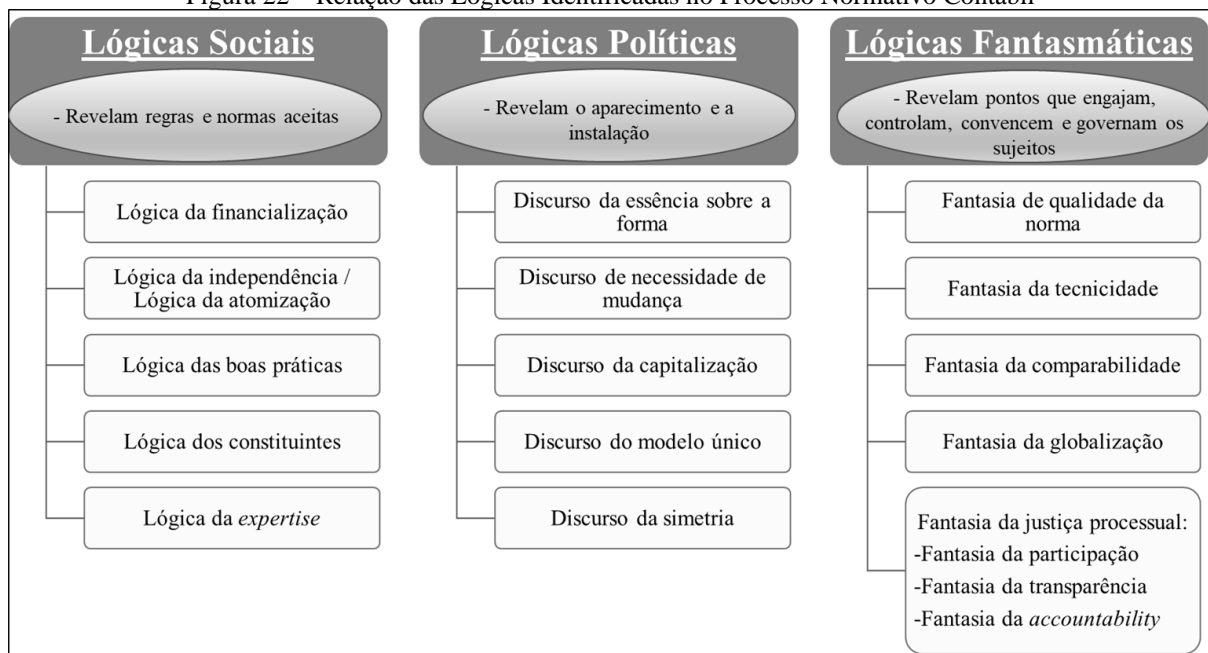 Figura 22 – Relação das Lógicas Identificadas no Processo Normativo Contábil
Lógicas Sociais
- Revelam regras e normas aceitas
Lógica da financialização
Lógica da independência /
Lógica da atomização
Lógica das boas práticas
Lógica dos constituintes
Lógica da expertise
Lógicas Políticas
- Revelam o aparecimento e a
instalação
Discurso da essência sobre a
forma
Discurso de necessidade de
mudança
Discurso da capitalização
Discurso do modelo único
Discurso da simetria
Lógicas Fantasmáticas
- Revelam pontos que engajam,
controlam, convencem e governam os
sujeitos
Fantasia de qualidade da
norma
Fantasia da tecnicidade
Fantasia da comparabilidade
Fantasia da globalização
Fantasia da justiça processual:
-Fantasia da participação
-Fantasia da transparência
-Fantasia da accountability